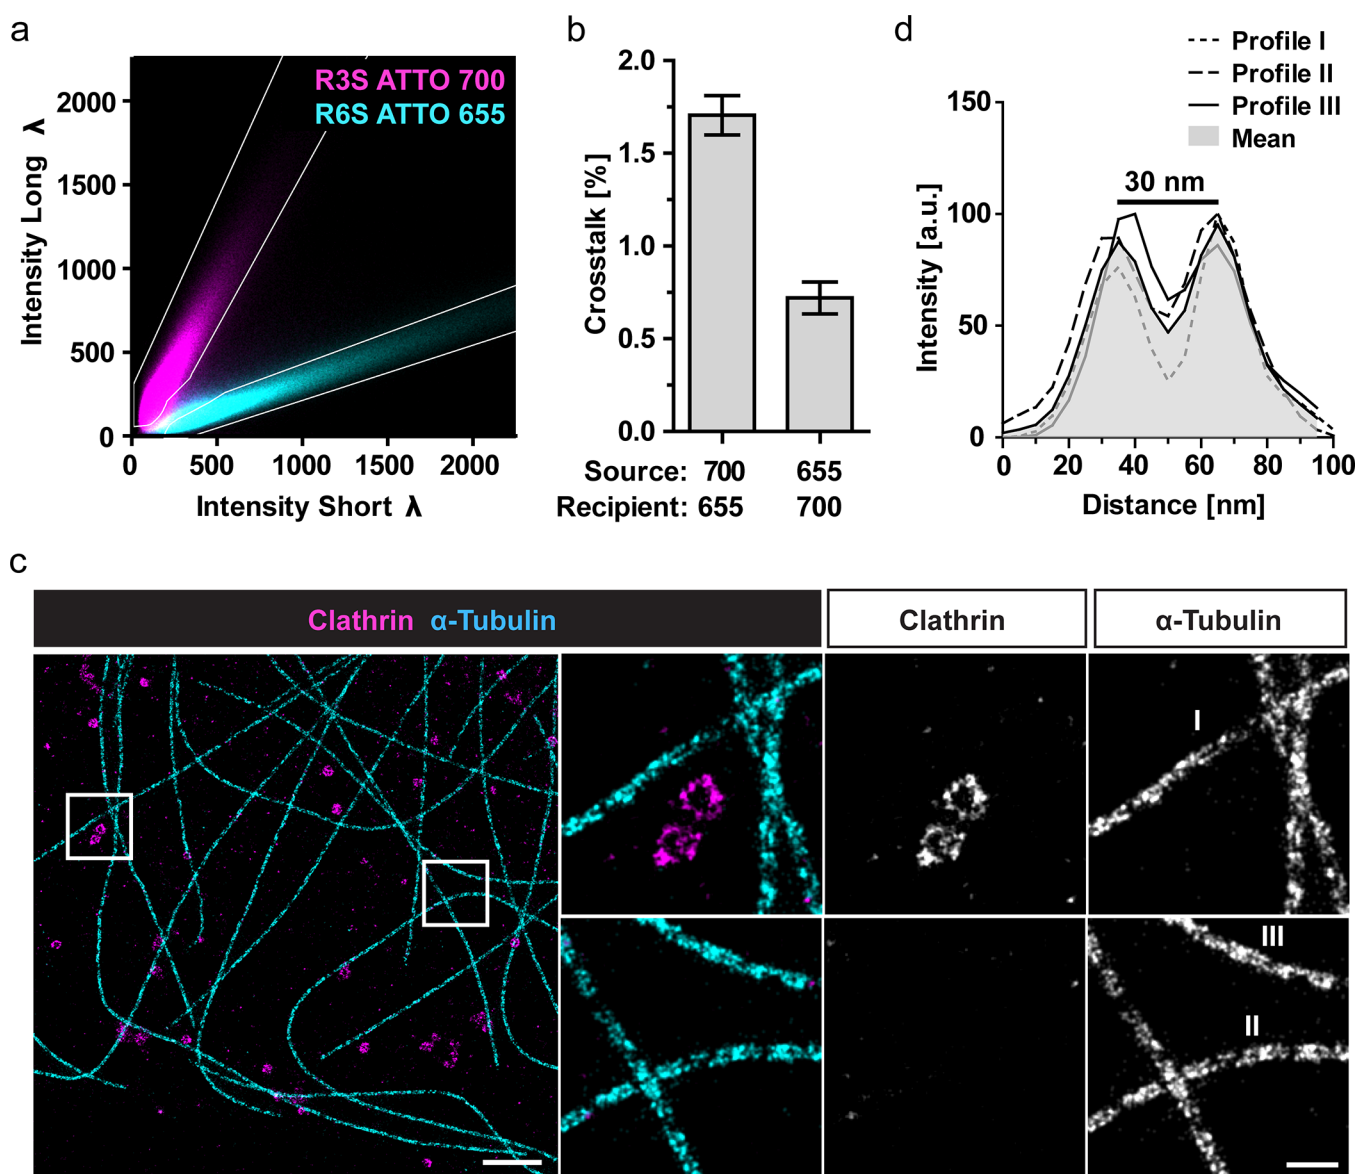 a
R3S ATTO 700
R6S ATTO 655
Intensity Long λ
2000
1500
1000
500
0
0 500 1000 1500 2000
Intensity Short λ
b
Crosstalk [%]
2.0
1.5
1.0
0.5
0.0
Source: 700 655
Recipient: 655 700
d
Profile I
Profile II
Profile III
Mean
Intensity [a.u.]
150
100
50
0
30 nm
0 20 40 60 80 100
Distance [nm]
c
Clathrin α-Tubulin
Clathrin
α-Tubulin
I
III
II